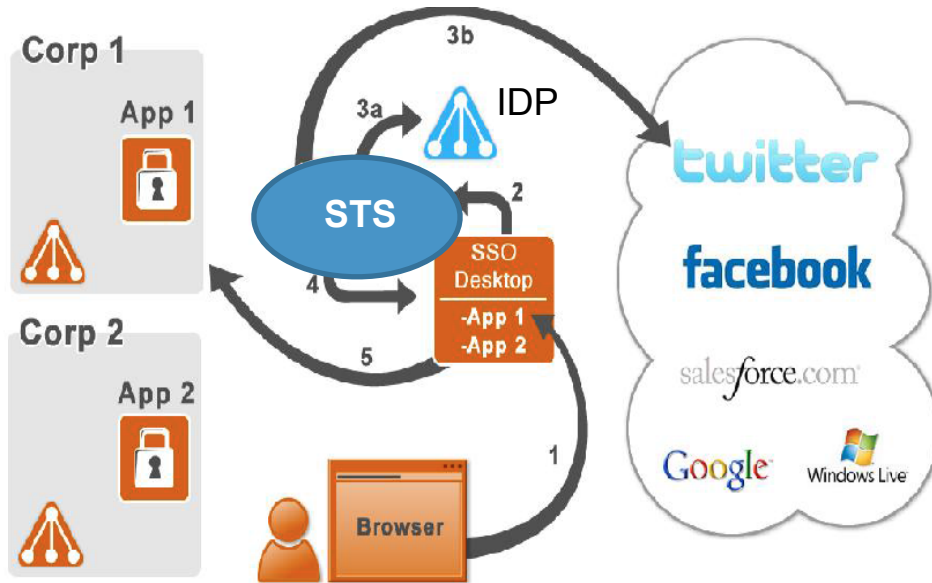 Corp 1
App 1
3b
3a
IDP
STS
2
SSO
Desktop
-App 1
-App 2
4
5
1
Corp 2
App 2
Browser
twitter
facebook
salesforce.com
Google
Windows Live